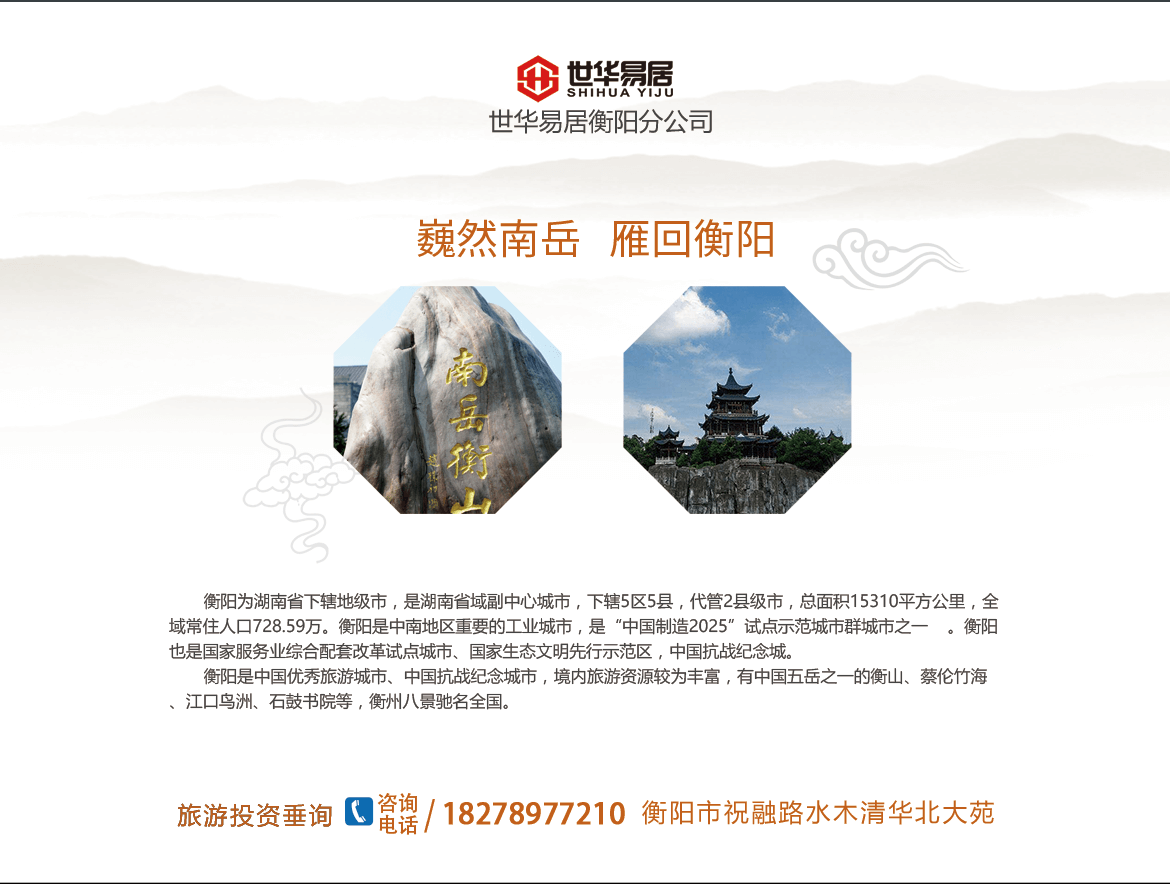 世华易居
SHIHUA YIJU
世华易居衡阳分公司
巍然南岳 雁回衡阳
南岳衡山
衡阳为湖南省下辖地级市，是湖南省域副中心城市，下辖5区5县，代管2县级市，总面积15310平方公里，全
域常住人口728.59万。衡阳是中南地区重要的工业城市，是“中国制造2025”试点示范城市群城市之一 。衡阳
也是国家服务业综合配套改革试点城市、国家生态文明先行示范区，中国抗战纪念城。
衡阳是中国优秀旅游城市、中国抗战纪念城市，境内旅游资源较为丰富，有中国五岳之一的衡山、蔡伦竹海
、江口鸟洲、石鼓书院等，衡州八景驰名全国。
旅游投资垂询 咨询电话 / 18278977210 衡阳市祝融路水木清华北大苑